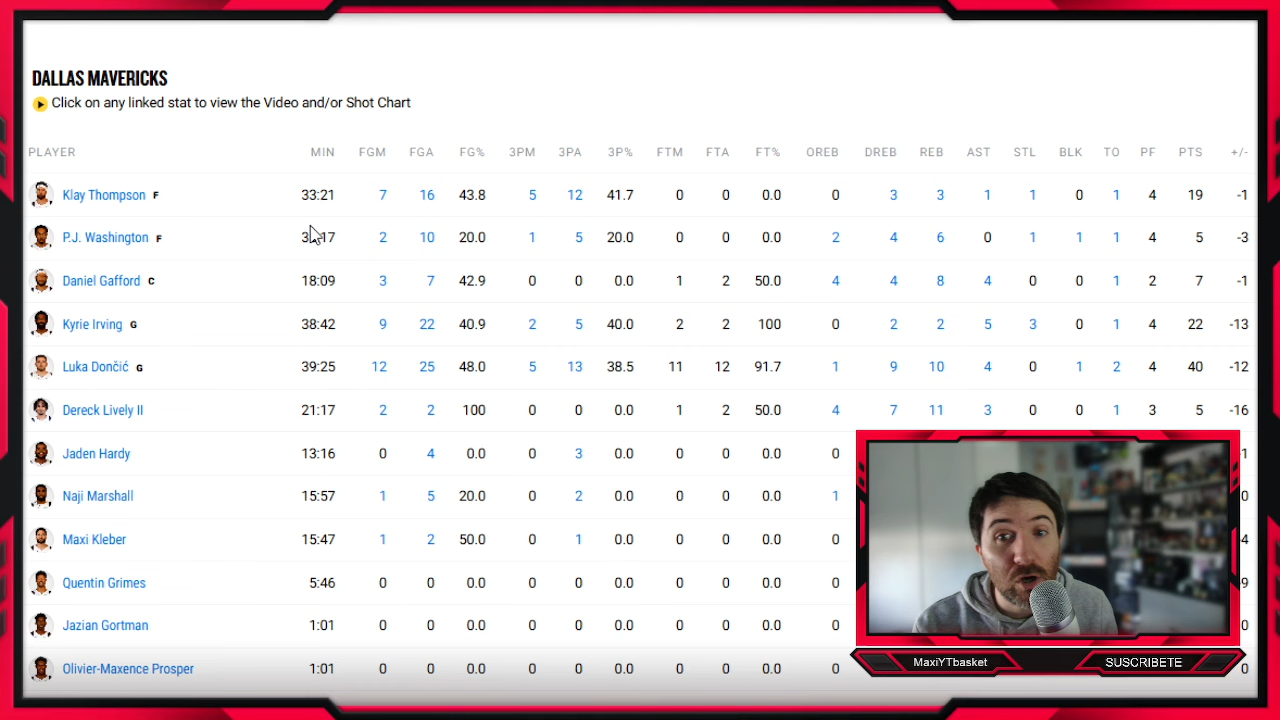 DALLAS MAVERICKS
Click on any linked stat to view the Video and/or Shot Chart
PLAYER MIN FGM FGA FG% 3PM 3PA 3P% FTM FTA FT% OREB DREB REB AST STL BLK TO PF PTS +/-
Klay Thompson F 33:21 7 16 43.8 5 12 41.7 0 0 0.0 0 3 3 1 1 0 1 4 19 -1
P.J. Washington F 2 10 20.0 1 5 20.0 0 0 0.0 2 4 6 0 1 1 1 4 5 -3
Daniel Gafford C 18:09 3 7 42.9 0 0 0.0 1 2 50.0 4 4 8 4 0 0 1 2 7 -1
Kyrie Irving G 38:42 9 22 40.9 2 5 40.0 2 2 100 0 2 2 5 3 0 1 4 22 -13
Luka Dončić G 39:25 12 25 48.0 5 13 38.5 11 12 91.7 1 9 10 4 0 1 2 4 40 -12
Dereck Lively II 21:17 2 2 100 0 0 0.0 1 2 50.0 4 7 11 3 0 0 1 3 5 -16
Jaden Hardy 13:16 0 4 0.0 0 3 0.0 0 0 0.0 0
Naji Marshall 15:57 1 5 20.0 0 2 0.0 0 0 0.0 1
Maxi Kleber 15:47 1 2 50.0 0 1 0.0 0 0 0.0 0
Quentin Grimes 5:46 0 0 0.0 0 0 0.0 0 0 0.0 0
Jazian Gortman 1:01 0 0 0.0 0 0 0.0 0 0 0.0 0
Olivier-Maxence Prosper 1:01 0 0 0.0 0 0 0.0 0 0 0.0 0
MaxiYTbasket SUSCRIBETE